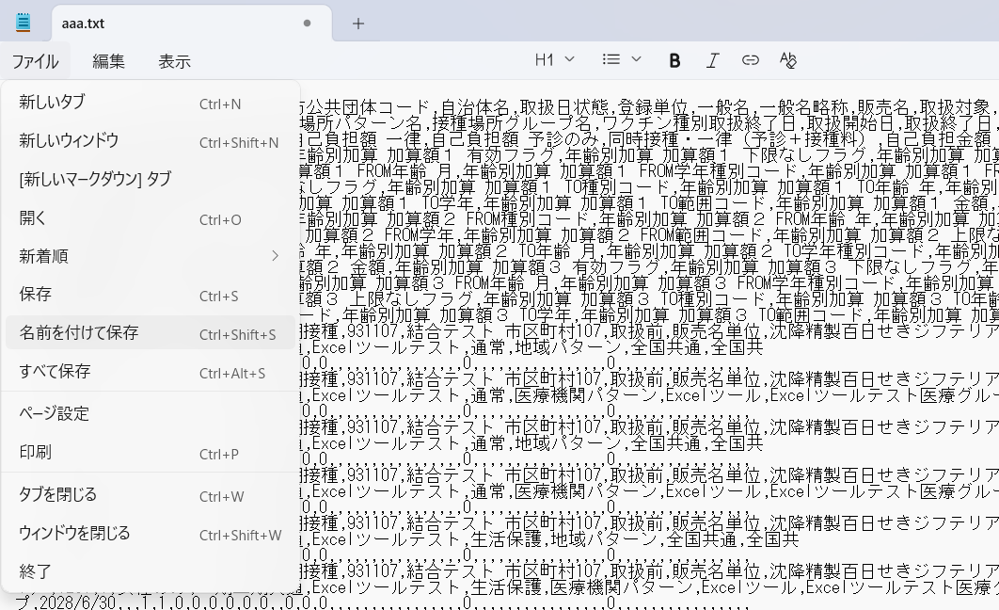 aaa.txt
ファイル 編集 表示 H1 B I
新しいタブ Ctrl+N
新しいウィンドウ Ctrl+Shift+N
[新しいマークダウン] タブ
開く Ctrl+O
新着順
保存 Ctrl+S
名前を付けて保存 Ctrl+Shift+S
すべて保存 Ctrl+Alt+S
ページ設定
印刷 Ctrl+P
タブを閉じる Ctrl+W
ウィンドウを閉じる Ctrl+Shift+W
終了
公共団体コード,自治体名,取扱日状態,登録単位,一般名,一般名略称,販売名,取扱対象,
場所パターン名,接種場所グループ名,ワクチン種別取扱終了日,取扱開始日,取扱終了日,
自己負担額 一律,自己負担額 予診のみ,同時接種・一律（予診＋接種料）,自己負担金額
年齢別加算 加算額１ 有効フラグ,年齢別加算 加算額１ 下限なしフラグ,年齢別加算
算額１ FROM年齢 月,年齢別加算 加算額１ FROM学年種別コード,年齢別加算 加算額１
なしフラグ,年齢別加算 加算額１ TO種別コード,年齢別加算 加算額１ TO年齢 年,年齢別
加算 加算額１ TO学年,年齢別加算 加算額１ TO範囲コード,年齢別加算 加算額１ 金額,
年齢別加算 加算額２ FROM種別コード,年齢別加算 加算額２ FROM年齢 年,年齢別加算
加算額２ FROM学年,年齢別加算 加算額２ FROM範囲コード,年齢別加算 加算額２ 上限な
年,年齢別加算 加算額２ TO年齢 月,年齢別加算 加算額２ TO学年種別コード,年齢別加
算額２ 金額,年齢別加算 加算額３ 有効フラグ,年齢別加算 加算額３ 下限なしフラグ,年
齢別加算 加算額３ FROM年齢 月,年齢別加算 加算額３ FROM学年種別コード,年齢別加算
算額３ 上限なしフラグ,年齢別加算 加算額３ TO種別コード,年齢別加算 加算額３ TO年齢
ード,年齢別加算 加算額３ TO学年,年齢別加算 加算額３ TO範囲コード,年齢別加算
接種,931107,結合テスト 市区町村107,取扱前,販売名単位,沈降精製百日せきジフテリア
,Excelツールテスト,通常,地域パターン,全国共通,全国共
0,0,,,,,,,,,,,,,0,,,,,,,,,,,,,0,,,,,,,,,,,,,
接種,931107,結合テスト 市区町村107,取扱前,販売名単位,沈降精製百日せきジフテリア
,Excelツールテスト,通常,医療機関パターン,Excelツール,Excelツールテスト医療グルー
0,0,,,,,,,,,,,,,0,,,,,,,,,,,,,0,,,,,,,,,,,,,
接種,931107,結合テスト 市区町村107,取扱前,販売名単位,沈降精製百日せきジフテリア
,Excelツールテスト,通常,地域パターン,全国共通,全国共
0,0,,,,,,,,,,,,,0,,,,,,,,,,,,,0,,,,,,,,,,,,,
接種,931107,結合テスト 市区町村107,取扱前,販売名単位,沈降精製百日せきジフテリア
,Excelツールテスト,通常,医療機関パターン,Excelツール,Excelツールテスト医療グルー
0,0,,,,,,,,,,,,,0,,,,,,,,,,,,,0,,,,,,,,,,,,,
接種,931107,結合テスト 市区町村107,取扱前,販売名単位,沈降精製百日せきジフテリア
,Excelツールテスト,生活保護,地域パターン,全国共通,全国共
0,0,,,,,,,,,,,,,0,,,,,,,,,,,,,0,,,,,,,,,,,,,
接種,931107,結合テスト 市区町村107,取扱前,販売名単位,沈降精製百日せきジフテリア
,Excelツールテスト,生活保護,医療機関パターン,Excelツール,Excelツールテスト医療グ
プ,2028/6/30,,,1,1,0,0,0,0,0,0,0,0,0,,,,,,,,,,,,,0,,,,,,,,,,,,,0,,,,,,,,,,,,,